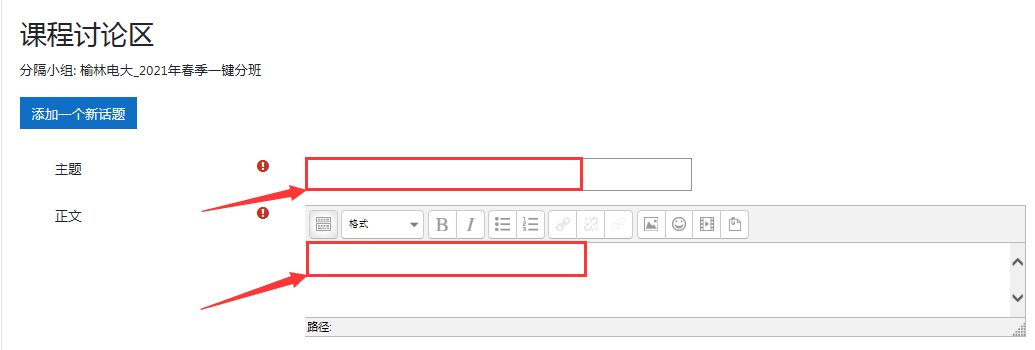 课程讨论区
分隔小组: 榆林电大_2021年春季一键分班
添加一个新话题
主题
正文
格式
B I
路径: